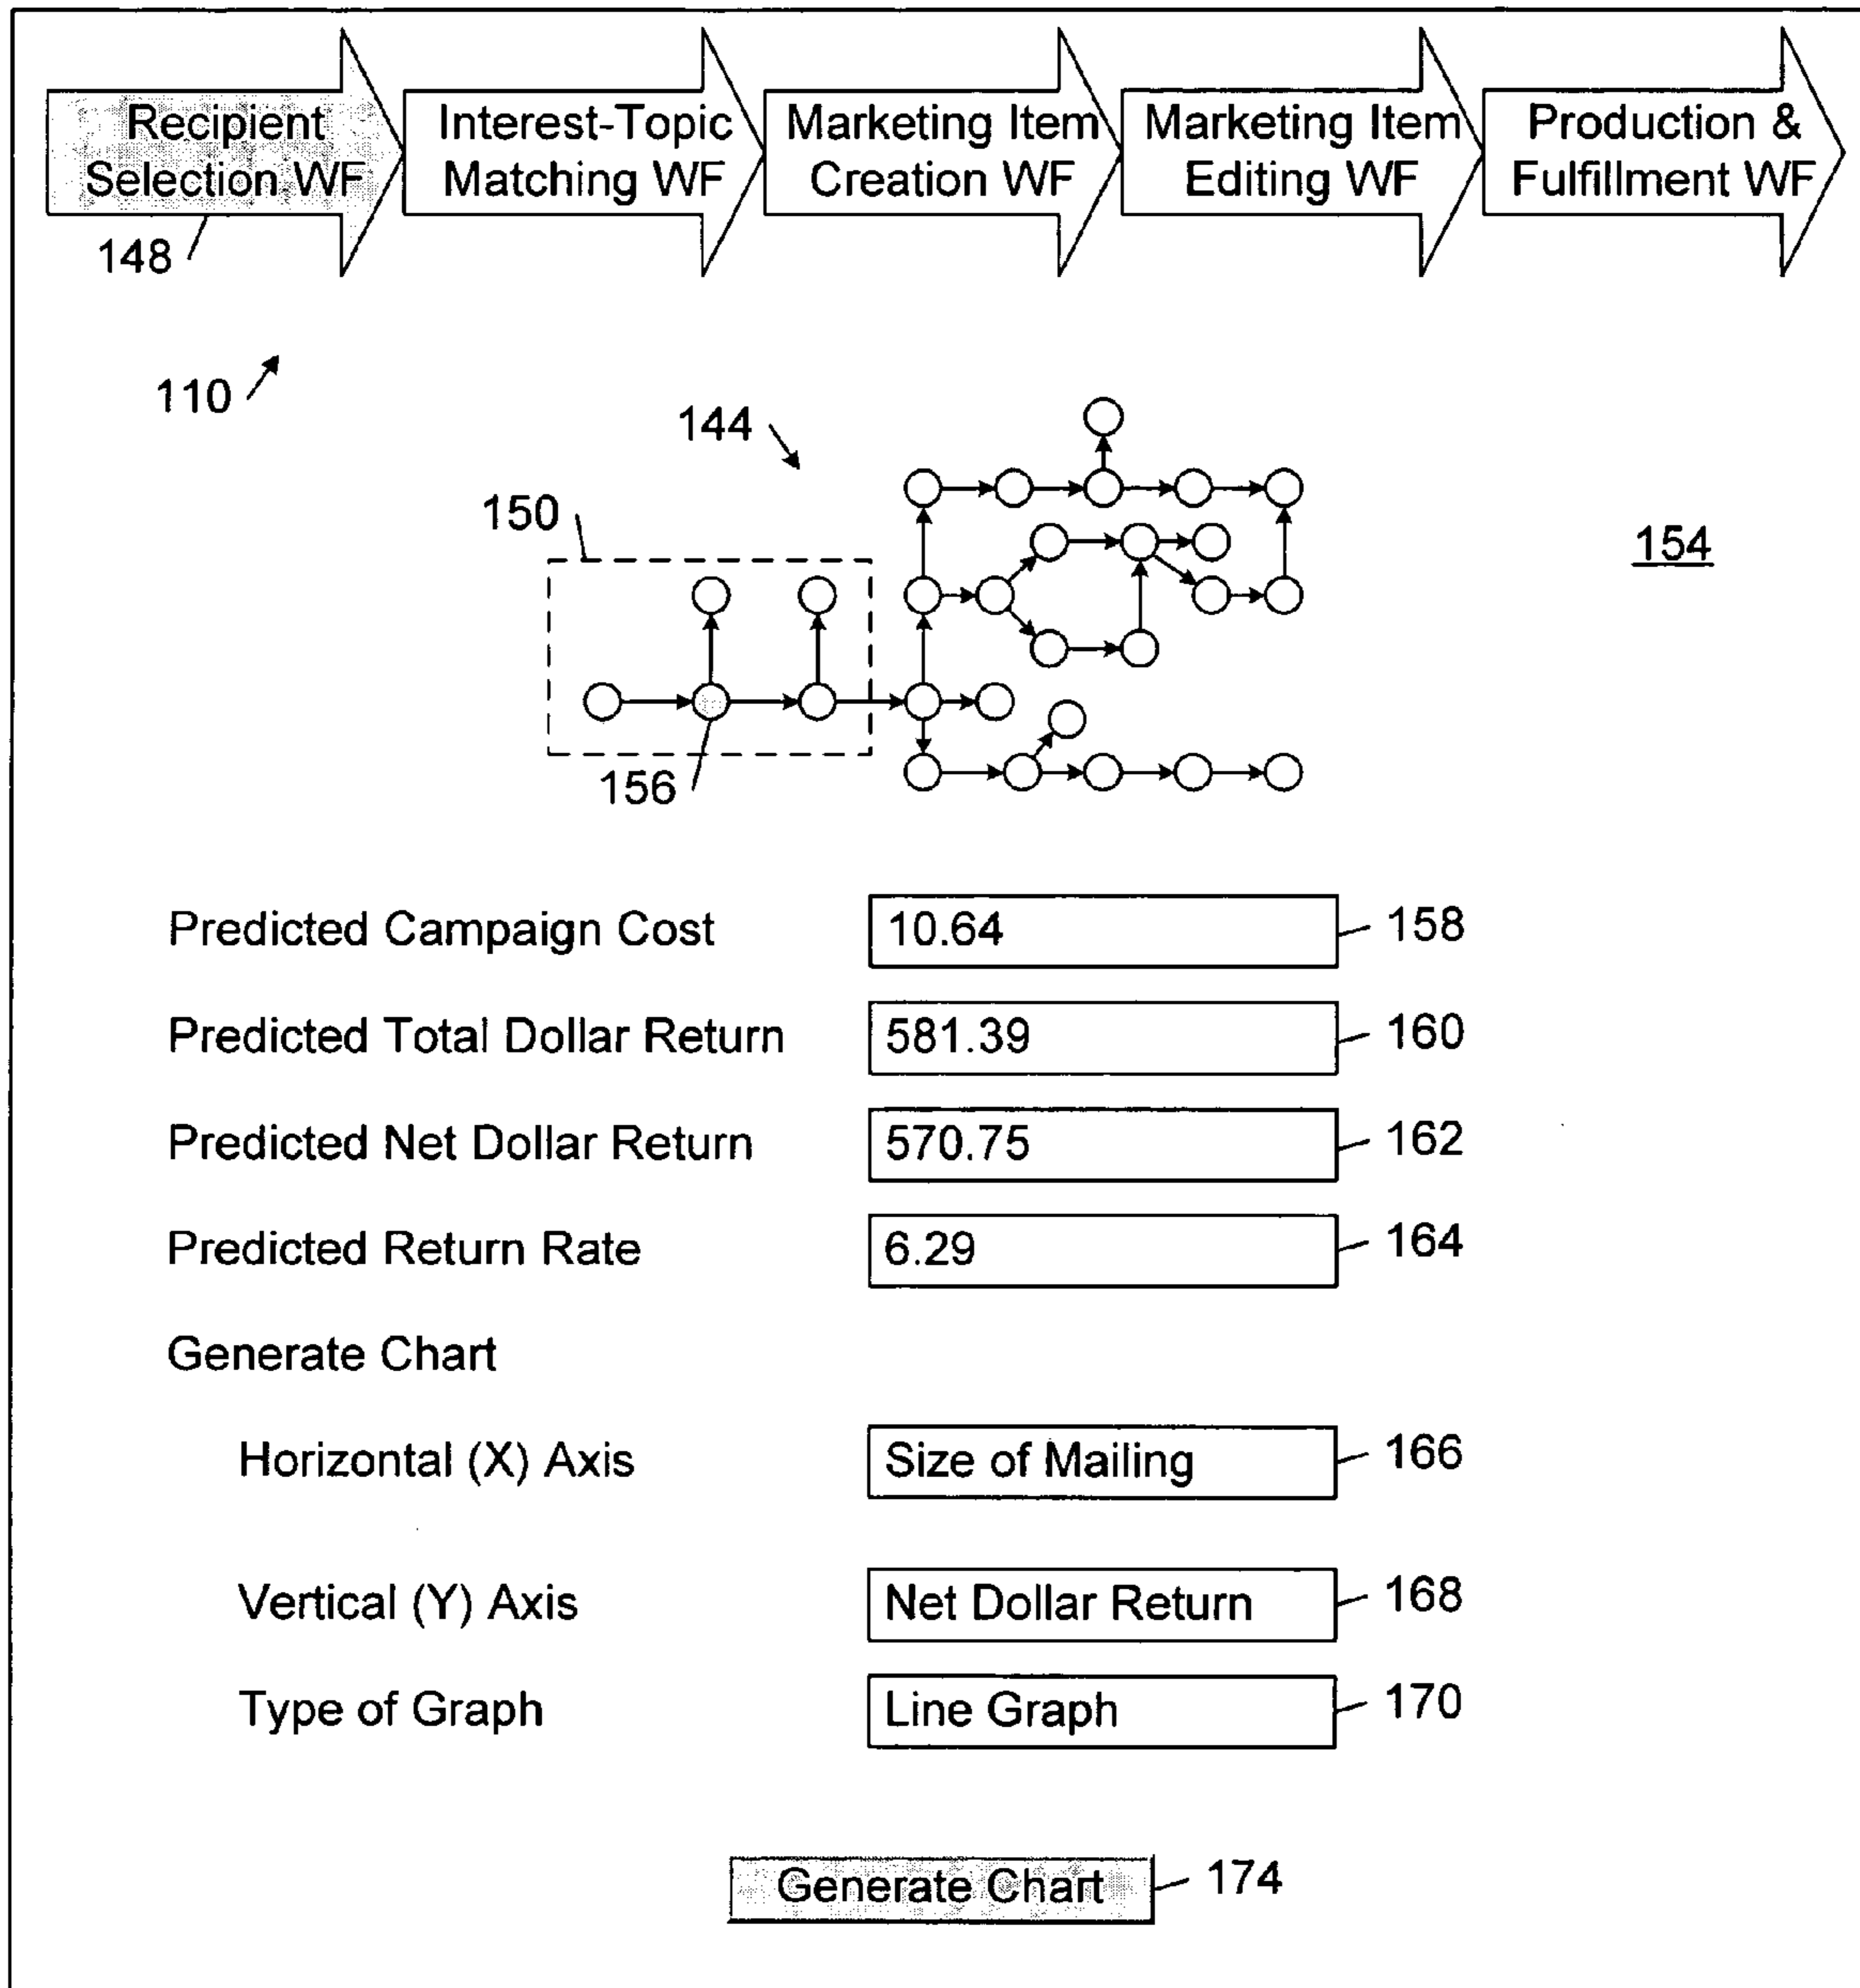 Recipient
Selection WF
Interest-Topic
Matching WF
Marketing Item
Creation WF
Marketing Item
Editing WF
Production &
Fulfillment WF
148
110
144
150
154
156
Predicted Campaign Cost 10.64 158
Predicted Total Dollar Return 581.39 160
Predicted Net Dollar Return 570.75 162
Predicted Return Rate 6.29 164
Generate Chart
Horizontal (X) Axis Size of Mailing 166
Vertical (Y) Axis Net Dollar Return 168
Type of Graph Line Graph 170
Generate Chart 174